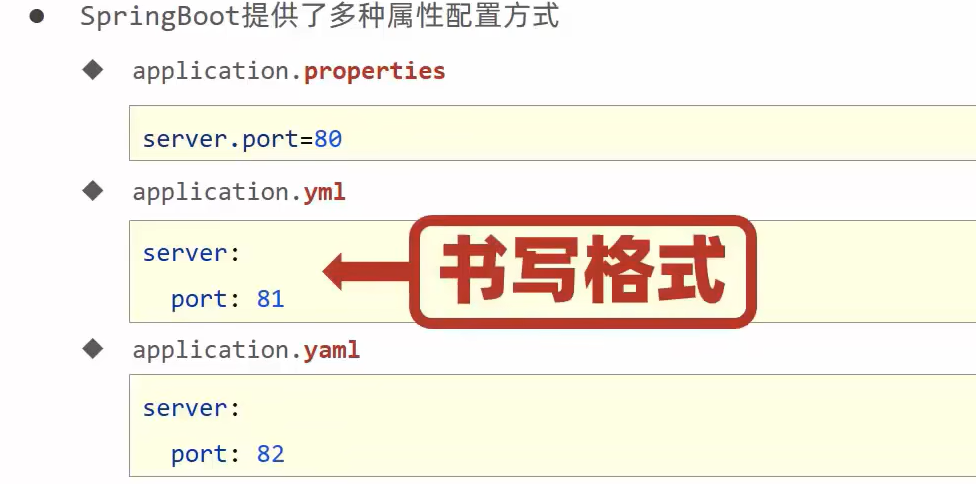 SpringBoot提供了多种属性配置方式
application.properties
server.port=80
application.yml
server:
port: 81
书写格式
application.yaml
server:
port: 82